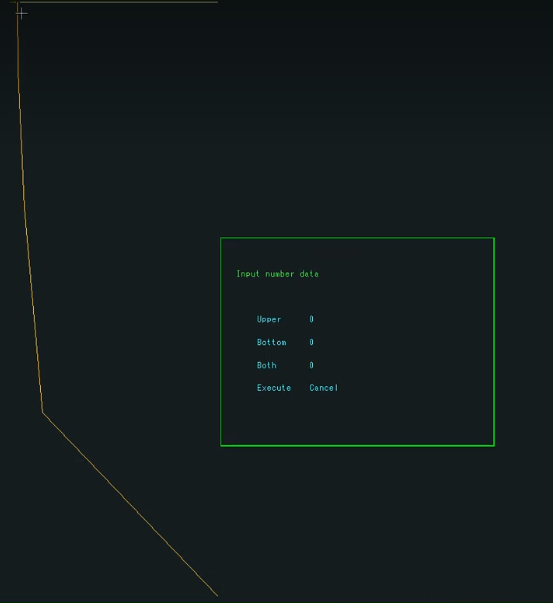 Input number data
Upper 0
Bottom 0
Both 0
Execute Cancel